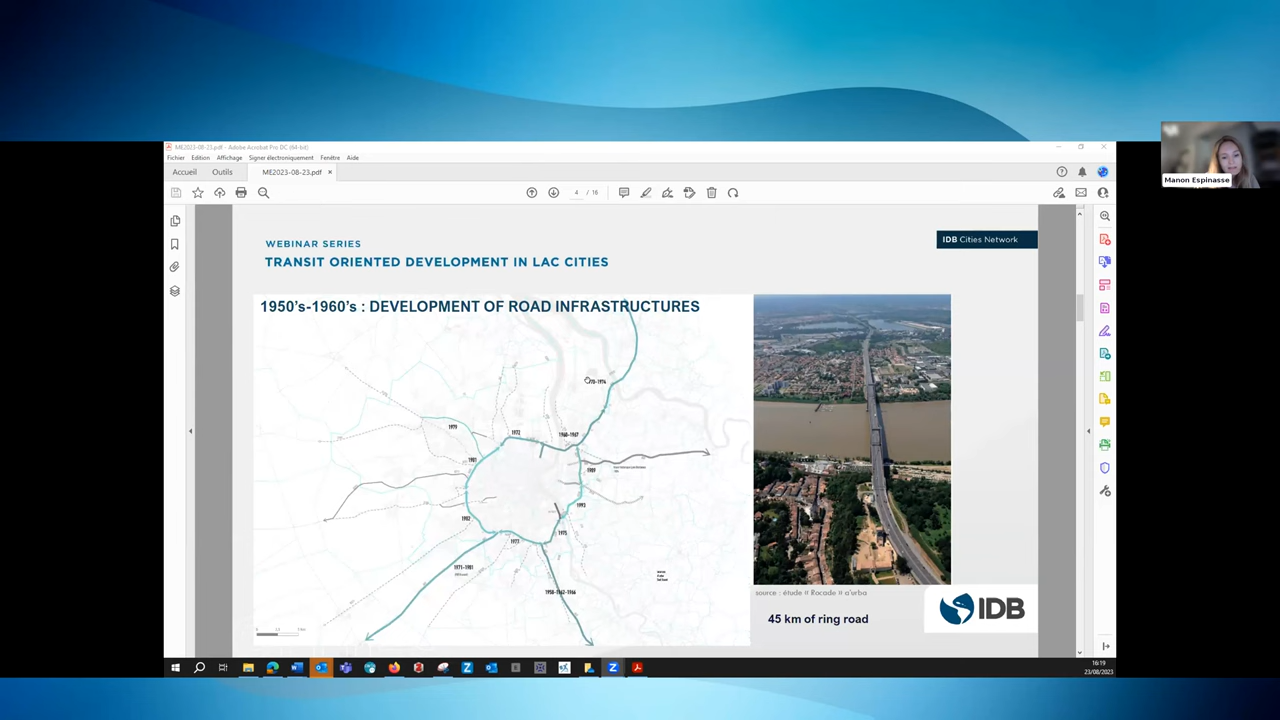 ME2023-08-23.pdf - Adobe Acrobat Pro DC (64-bit)
Fichier Edition Affichage Signer électroniquement Fenêtre Aide
Accueil Outils ME2023-08-23.pdf ×
4 / 16
Manon Espinasse
WEBINAR SERIES
IDB Cities Network
TRANSIT ORIENTED DEVELOPMENT IN LAC CITIES
1950's-1960's : DEVELOPMENT OF ROAD INFRASTRUCTURES
1979
1972
1960-1967
1981
1989
1982
1993
1975
1977
1971-1981
1958-1962-1966
source : étude # Rocade # a'urba
45 km of ring road
IDB
16:19
23/08/2023